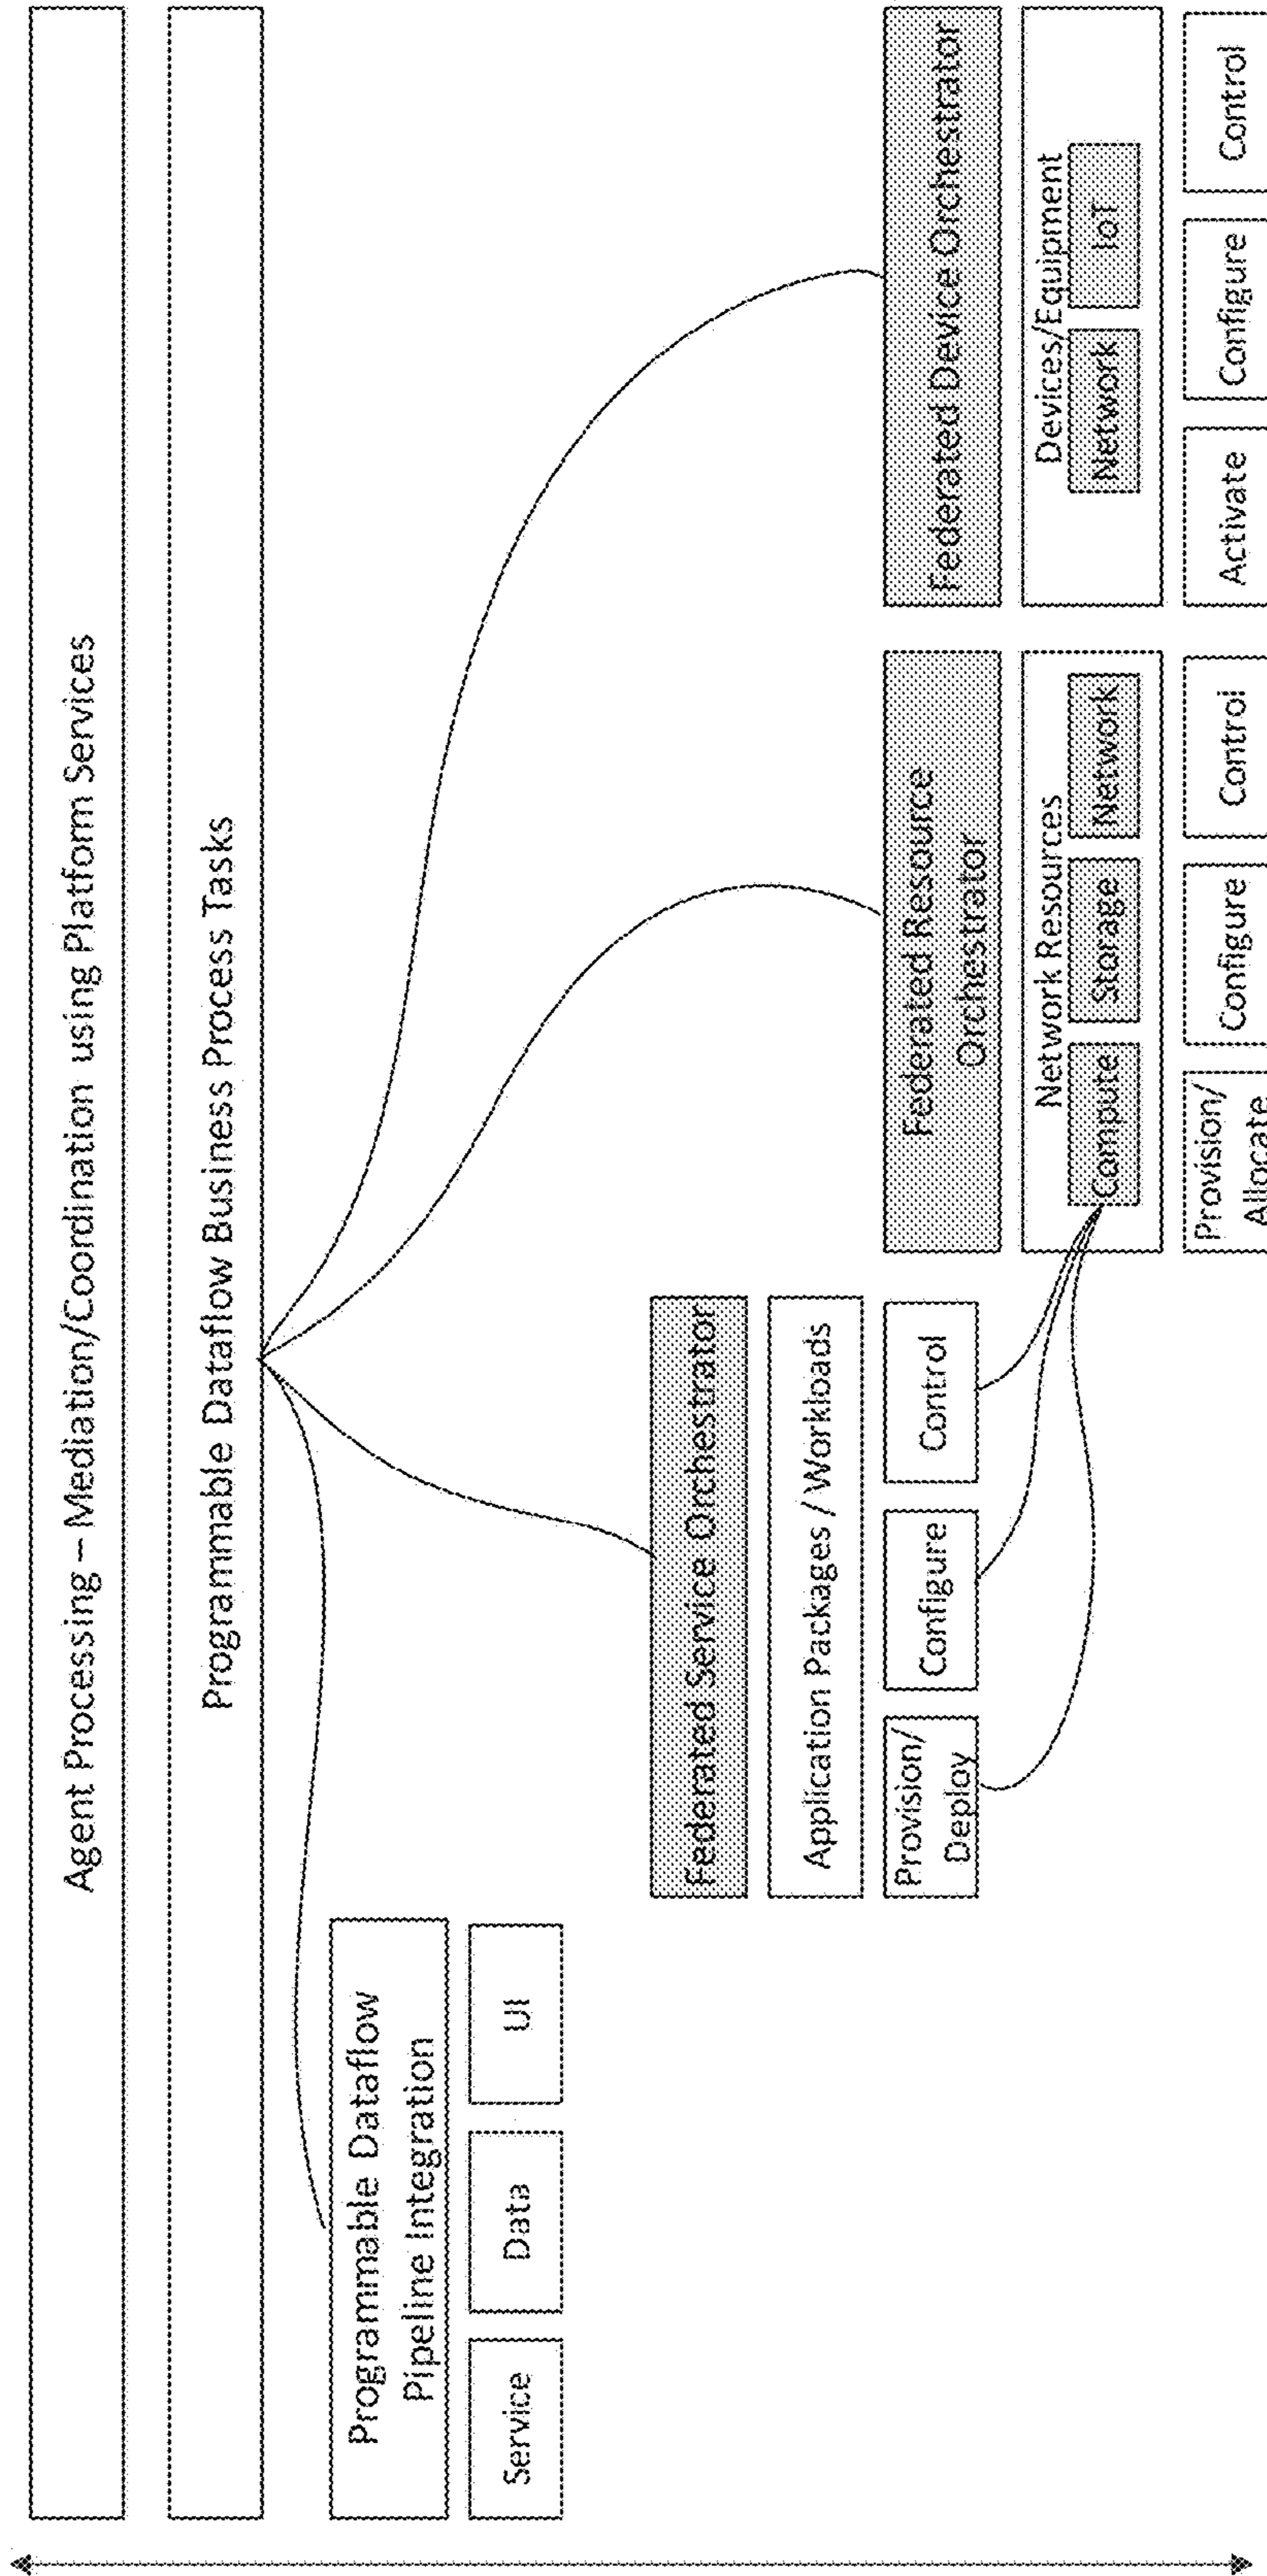 Agent Processing – Mediation/Coordination using Platform Services
Programmable Dataflow Business Process Tasks
Programmable Dataflow
Pipeline Integration
Service
Data
UI
Federated Service Orchestrator
Application Packages / Workloads
Provision/
Deploy
Configure
Control
Federated Resource
Orchestrator
Network Resources
Compute
Storage
Network
Provision/
Allocate
Configure
Control
Federated Device Orchestrator
Devices/Equipment
Network
IoT
Activate
Configure
Control